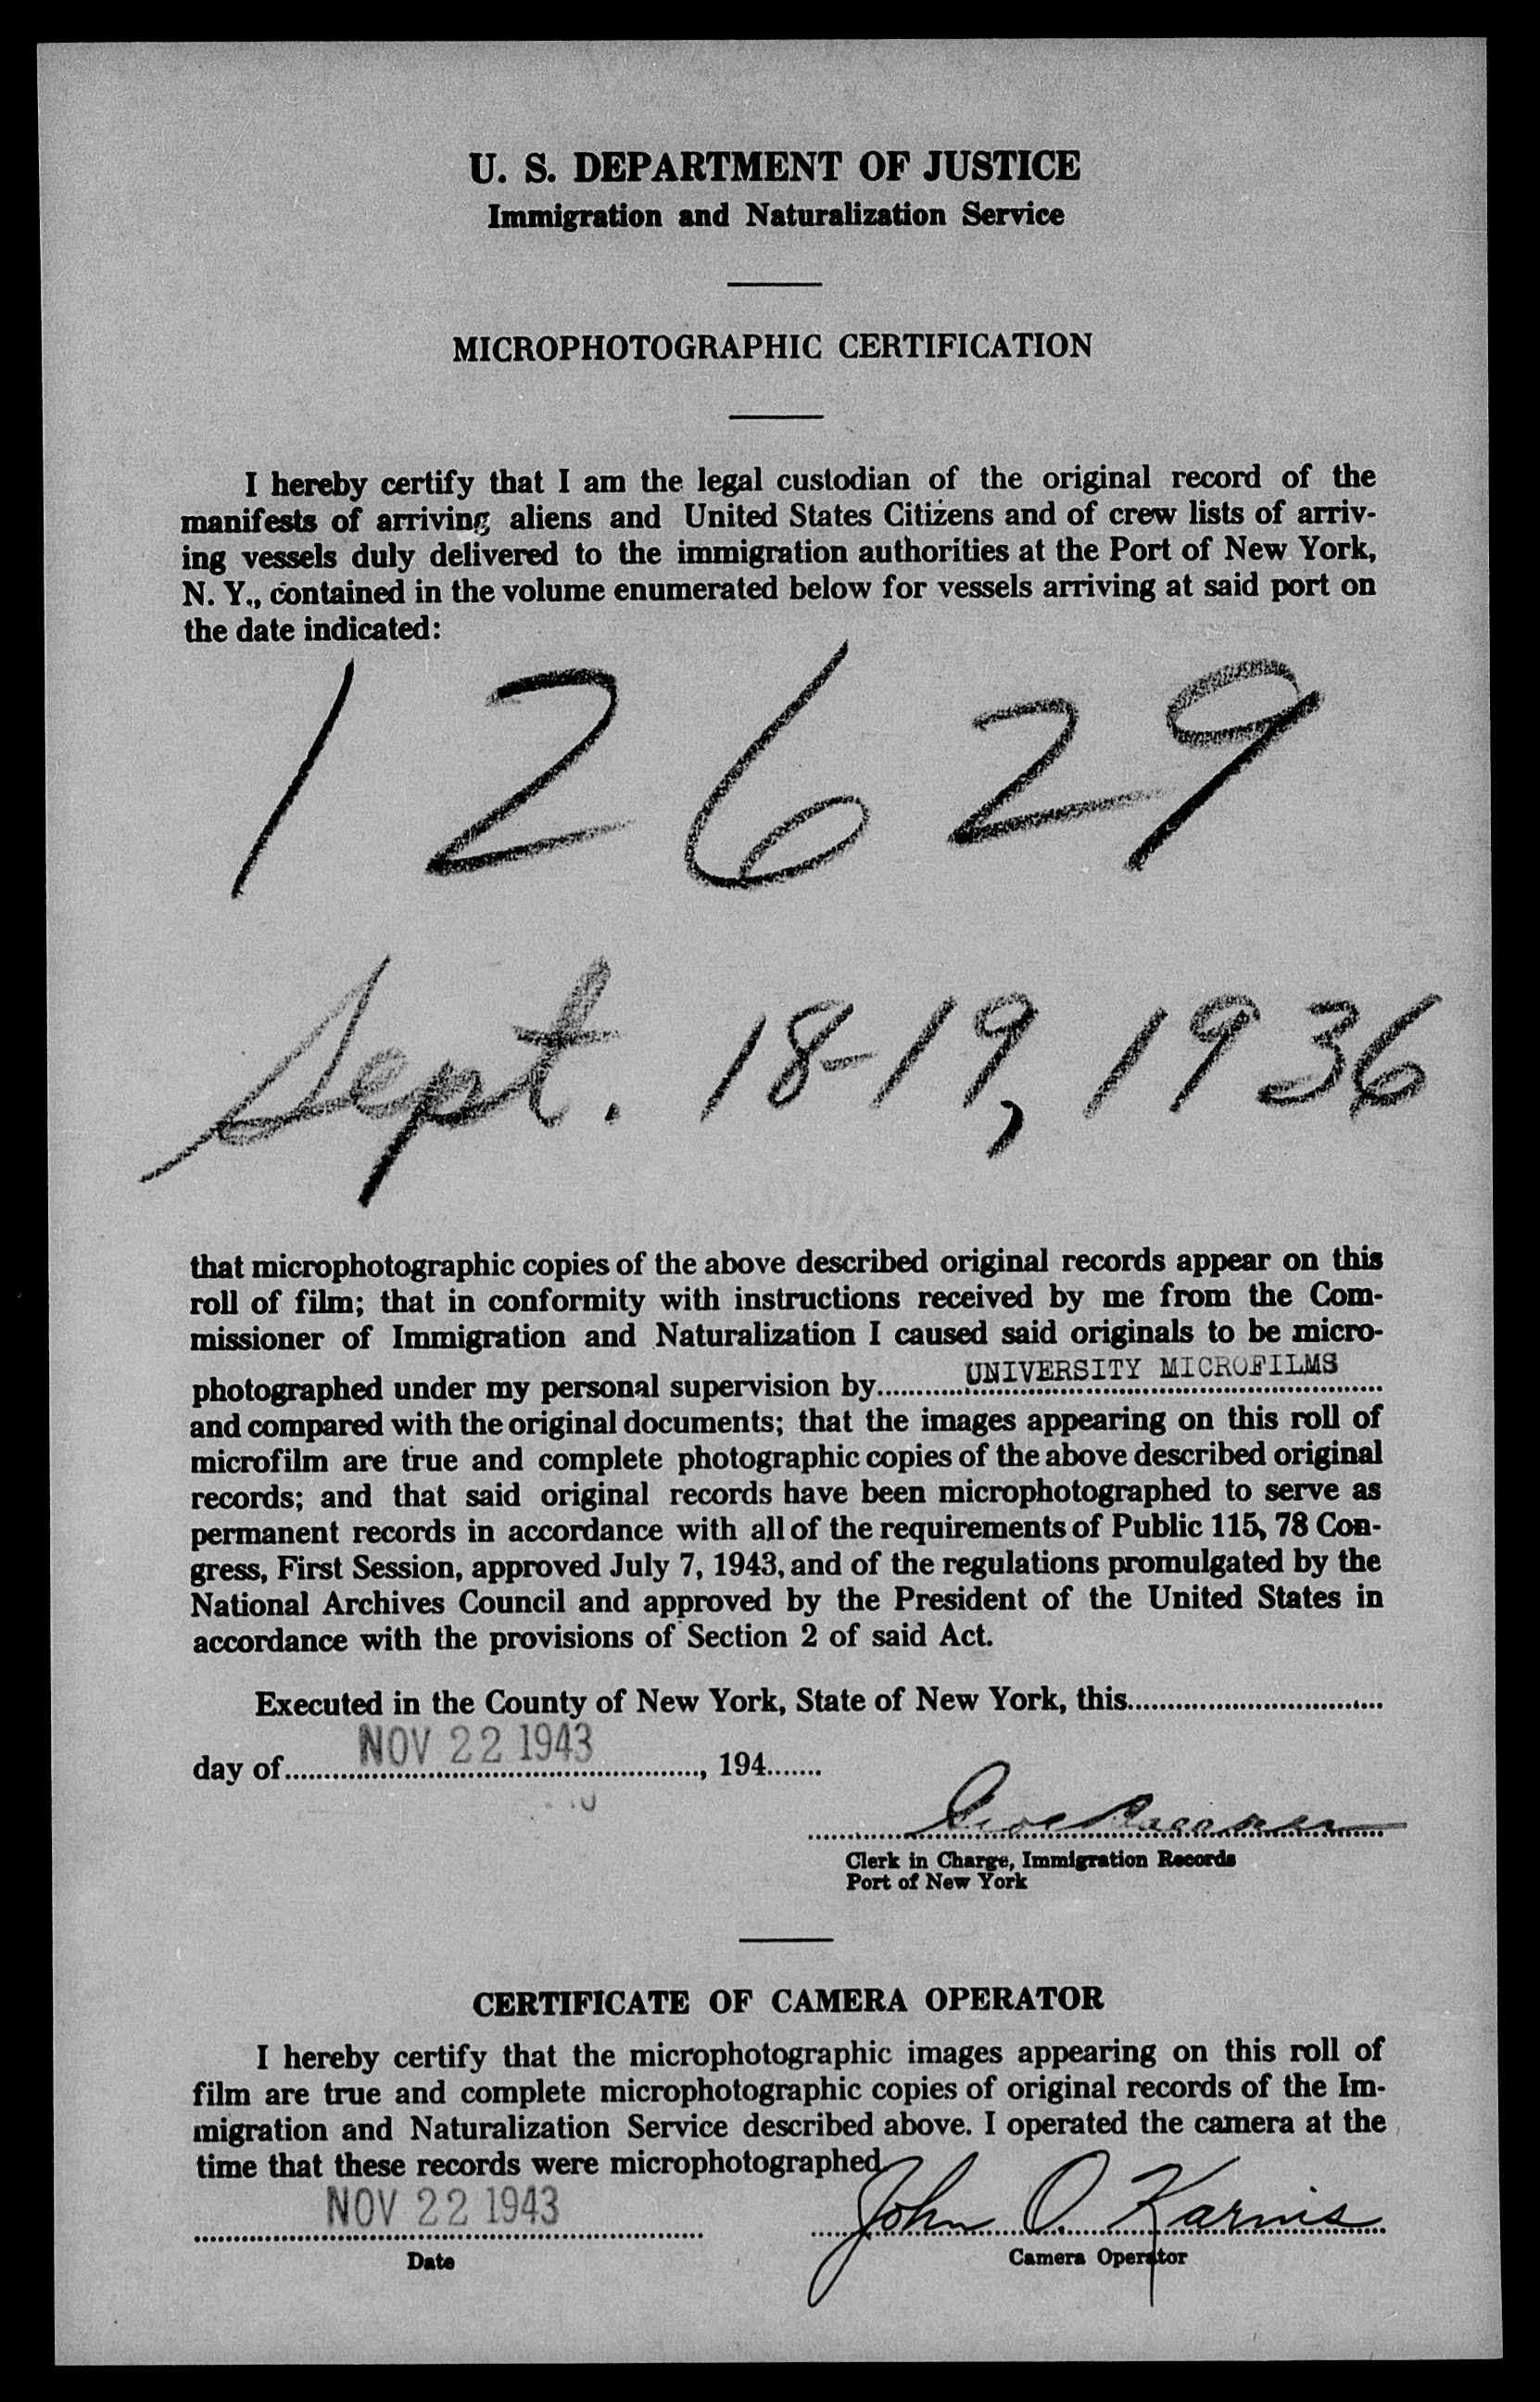 U. S. DEPARTMENT OF JUSTICE
Immigration and Naturalization Service
MICROPHOTOGRAPHIC CERTIFICATION
I hereby certify that I am the legal custodian of the original record of the
manifests of arriving aliens and United States Citizens and of crew lists of arriv-
ing vessels duly delivered to the immigration authorities at the Port of New York,
N. Y., contained in the volume enumerated below for vessels arriving at said port on
the date indicated:
12629
Sept. 18-19, 1936
that microphotographic copies of the above described original records appear on this
roll of film; that in conformity with instructions received by me from the Com-
missioner of Immigration and Naturalization I caused said originals to be micro-
photographed under my personal supervision by UNIVERSITY MICROFILMS
and compared with the original documents; that the images appearing on this roll of
microfilm are true and complete photographic copies of the above described original
records; and that said original records have been microphotographed to serve as
permanent records in accordance with all of the requirements of Public 115, 78 Con-
gress, First Session, approved July 7, 1943, and of the regulations promulgated by the
National Archives Council and approved by the President of the United States in
accordance with the provisions of Section 2 of said Act.
Executed in the County of New York, State of New York, this
day of NOV 22 1943, 194
Clerk in Charge, Immigration Records
Port of New York
CERTIFICATE OF CAMERA OPERATOR
I hereby certify that the microphotographic images appearing on this roll of
film are true and complete microphotographic copies of original records of the Im-
migration and Naturalization Service described above. I operated the camera at the
time that these records were microphotographed
NOV 22 1943 John O. Karnis
Date Camera Operator